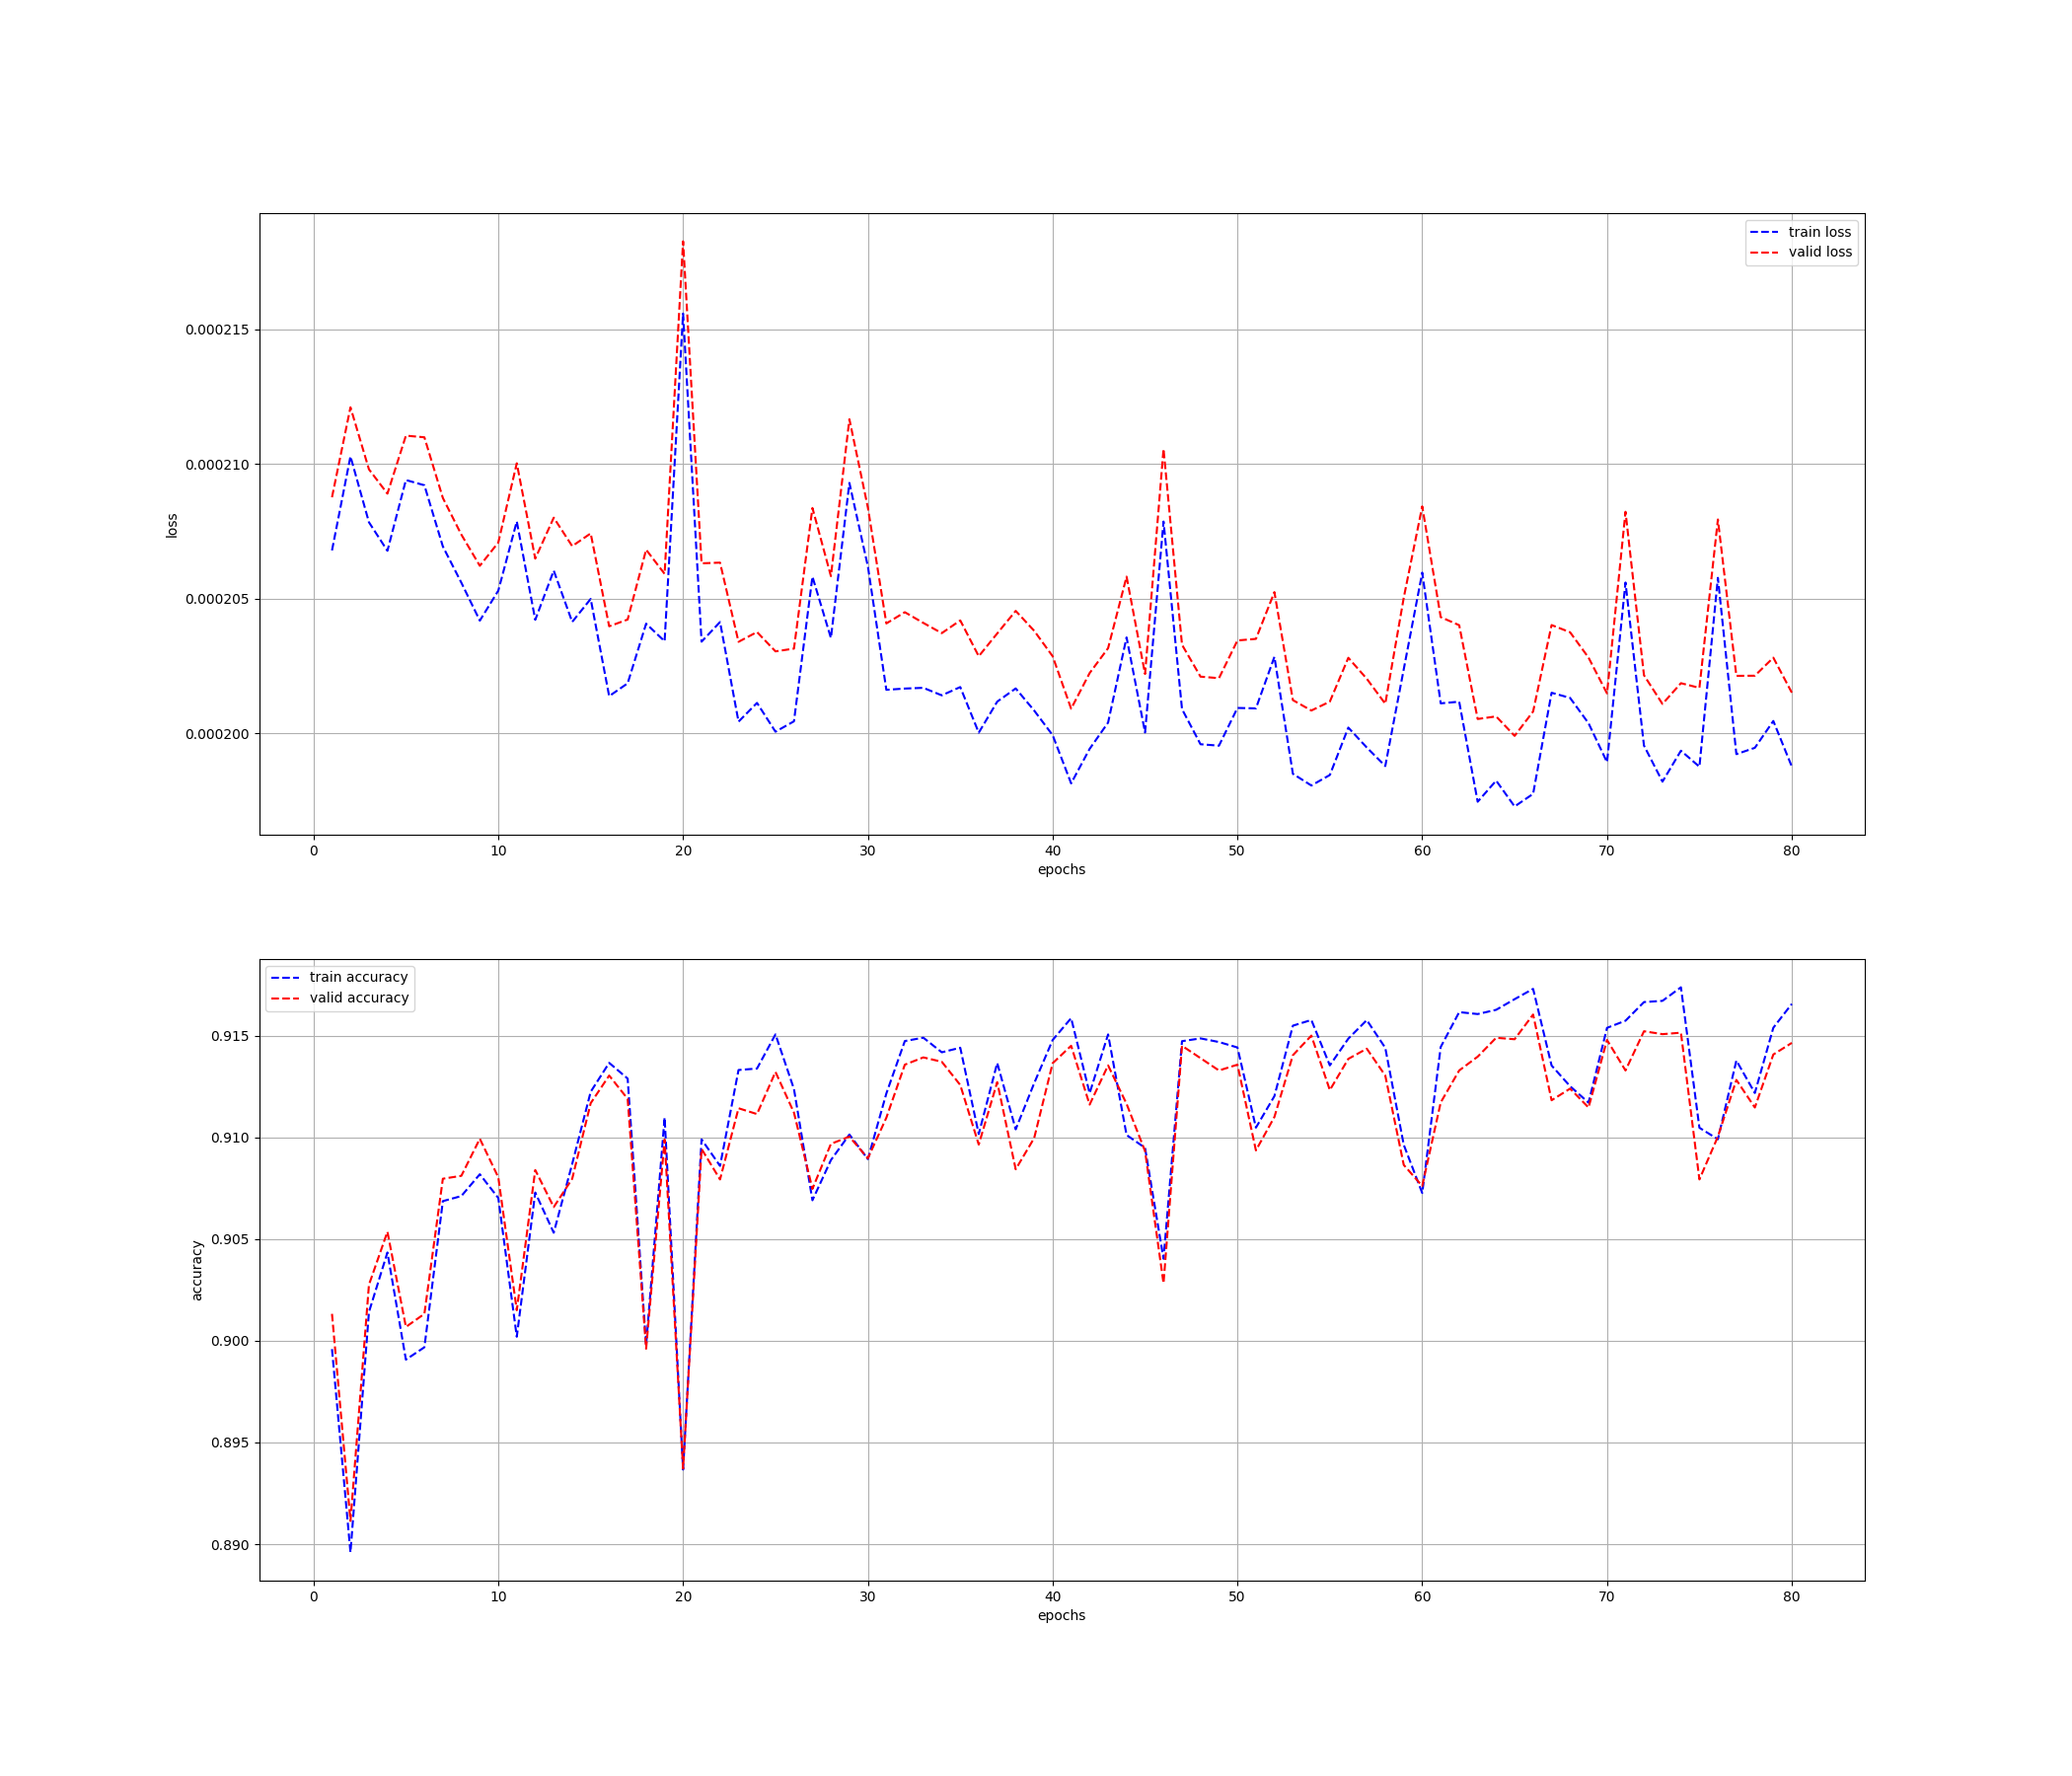 train loss
valid loss
0.000215
0.000210
0.000205
0.000200
loss
0 10 20 30 40 50 60 70 80
epochs
train accuracy
valid accuracy
0.915
0.910
0.905
0.900
0.895
0.890
accuracy
0 10 20 30 40 50 60 70 80
epochs